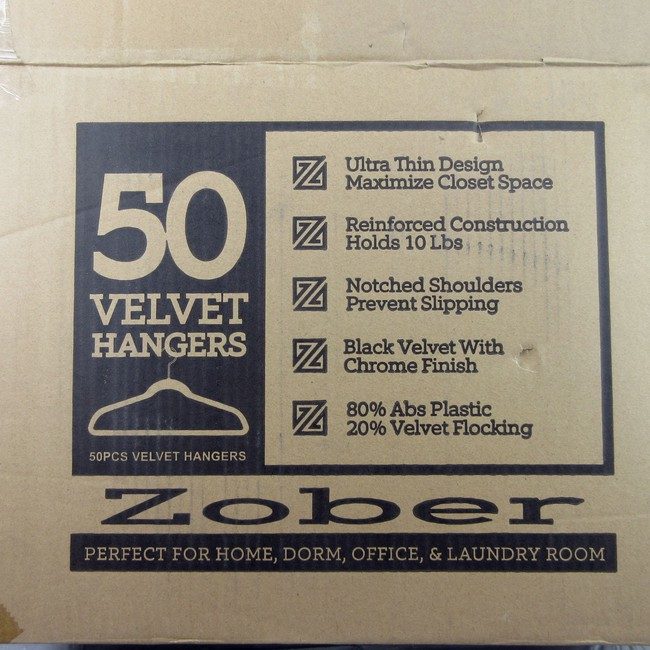 50
VELVET
HANGERS
50PCS VELVET HANGERS
Ultra Thin Design
Maximize Closet Space
Reinforced Construction
Holds 10 Lbs
Notched Shoulders
Prevent Slipping
Black Velvet With
Chrome Finish
80% Abs Plastic
20% Velvet Flocking
Zober
PERFECT FOR HOME, DORM, OFFICE, & LAUNDRY ROOM